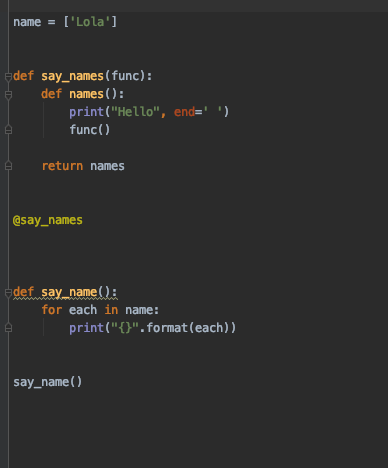 name = ['Lola']
def say_names(func):
    def names():
        print("Hello", end=' ')
        func()
    return names
@say_names
def say_name():
    for each in name:
        print("{}".format(each))
say_name()